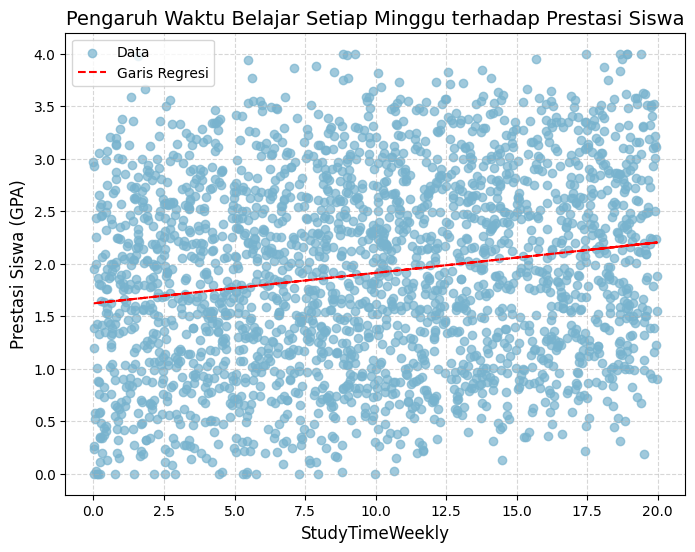 Pengaruh Waktu Belajar Setiap Minggu terhadap Prestasi Siswa
Data
Garis Regresi
Prestasi Siswa (GPA)
4.0
3.5
3.0
2.5
2.0
1.5
1.0
0.5
0.0
0.0 2.5 5.0 7.5 10.0 12.5 15.0 17.5 20.0
StudyTimeWeekly